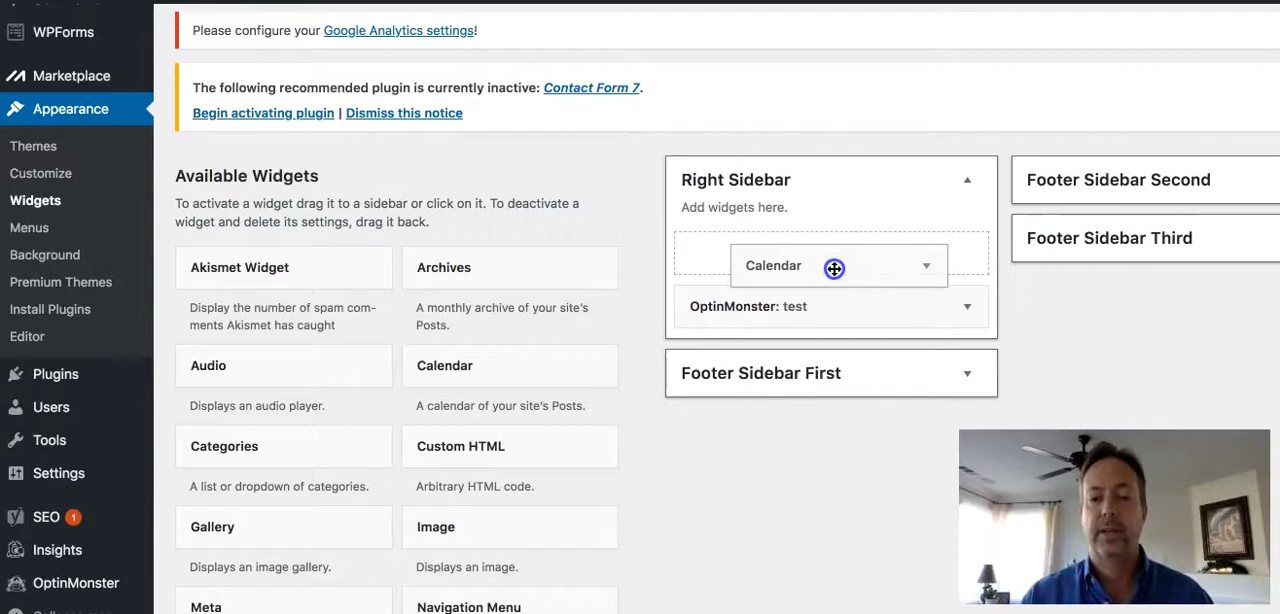 WPForms
Marketplace
Appearance
Themes
Customize
Widgets
Menus
Background
Premium Themes
Install Plugins
Editor
Plugins
Users
Tools
Settings
SEO 1
Insights
OptinMonster
Please configure your Google Analytics settings!
The following recommended plugin is currently inactive: Contact Form 7.
Begin activating plugin | Dismiss this notice
Available Widgets
To activate a widget drag it to a sidebar or click on it. To deactivate a
widget and delete its settings, drag it back.
Akismet Widget
Display the number of spam com-
ments Akismet has caught
Archives
A monthly archive of your site's
Posts.
Audio
Displays an audio player.
Calendar
A calendar of your site's Posts.
Categories
A list or dropdown of categories.
Custom HTML
Arbitrary HTML code.
Gallery
Displays an image gallery.
Image
Displays an image.
Meta
Navigation Menu
Right Sidebar
Add widgets here.
Calendar
OptinMonster: test
Footer Sidebar First
Footer Sidebar Second
Footer Sidebar Third